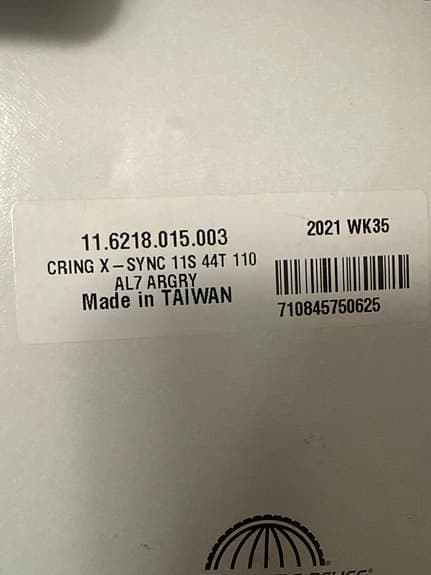 11.6218.015.003
2021 WK35
CRING X-SYNC 11S 44T 110
AL7 ARGRY
Made in TAIWAN
710845750625